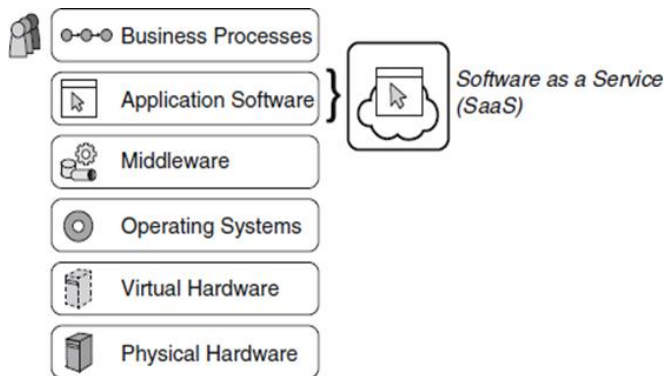 Business Processes
Application Software
Software as a Service
(SaaS)
Middleware
Operating Systems
Virtual Hardware
Physical Hardware